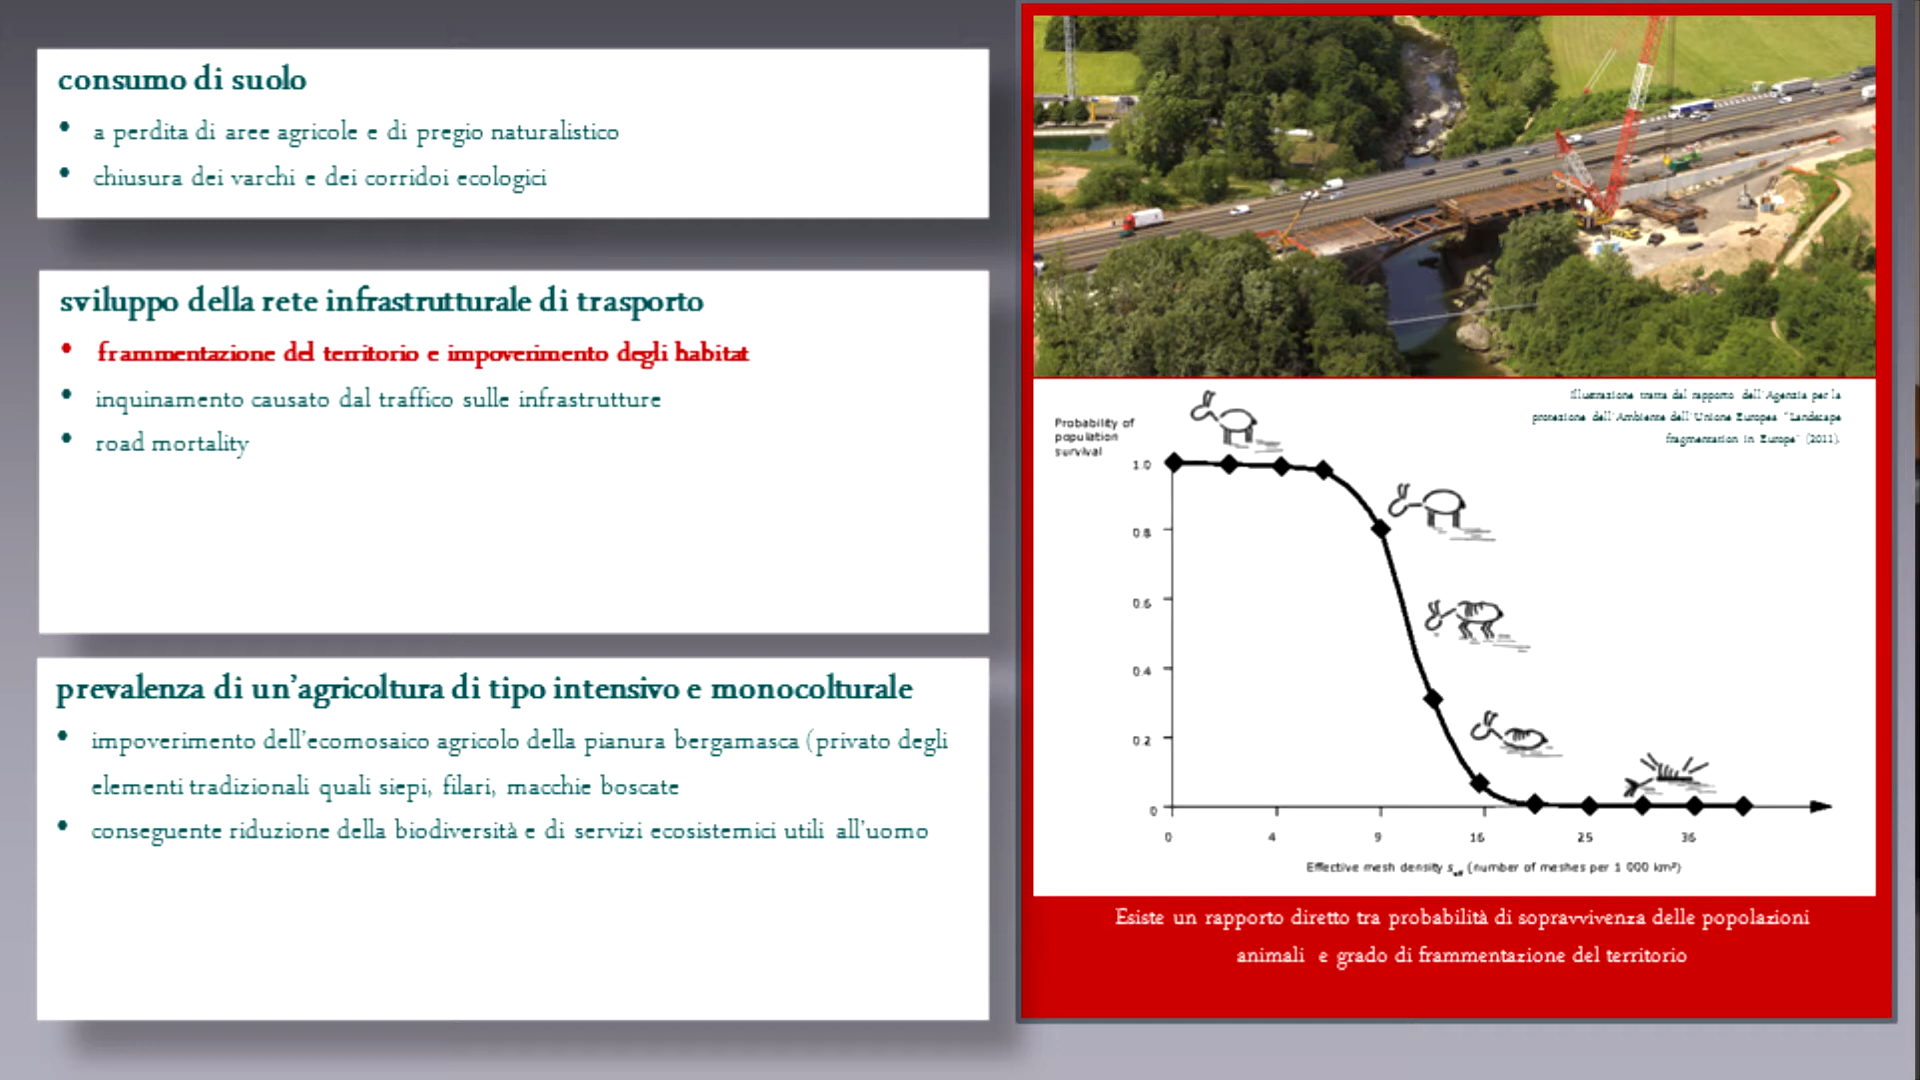 consumo di suolo
• a perdita di aree agricole e di pregio naturalistico
• chiusura dei varchi e dei corridoi ecologici
sviluppo della rete infrastrutturale di trasporto
• frammentazione del territorio e impoverimento degli habitat
• inquinamento causato dal traffico sulle infrastrutture
• road mortality
prevalenza di un'agricoltura di tipo intensivo e monocolturale
• impoverimento dell'ecomosaico agricolo della pianura bergamasca (privato degli
elementi tradizionali quali siepi, filari, macchie boscate
• conseguente riduzione della biodiversità e di servizi ecosistemici utili all'uomo
Illustrazione tratta dal rapporto dell'Agenzia per la
protezione dell'Ambiente dell'Unione Europea "Landscape
fragmentation in Europe" (2011).
Probability of
population
survival
1.0
0.8
0.6
0.4
0.2
0
0 4 9 16 25 36
Effective mesh density seff (number of meshes per 1 000 km²)
Esiste un rapporto diretto tra probabilità di sopravvivenza delle popolazioni
animali e grado di frammentazione del territorio